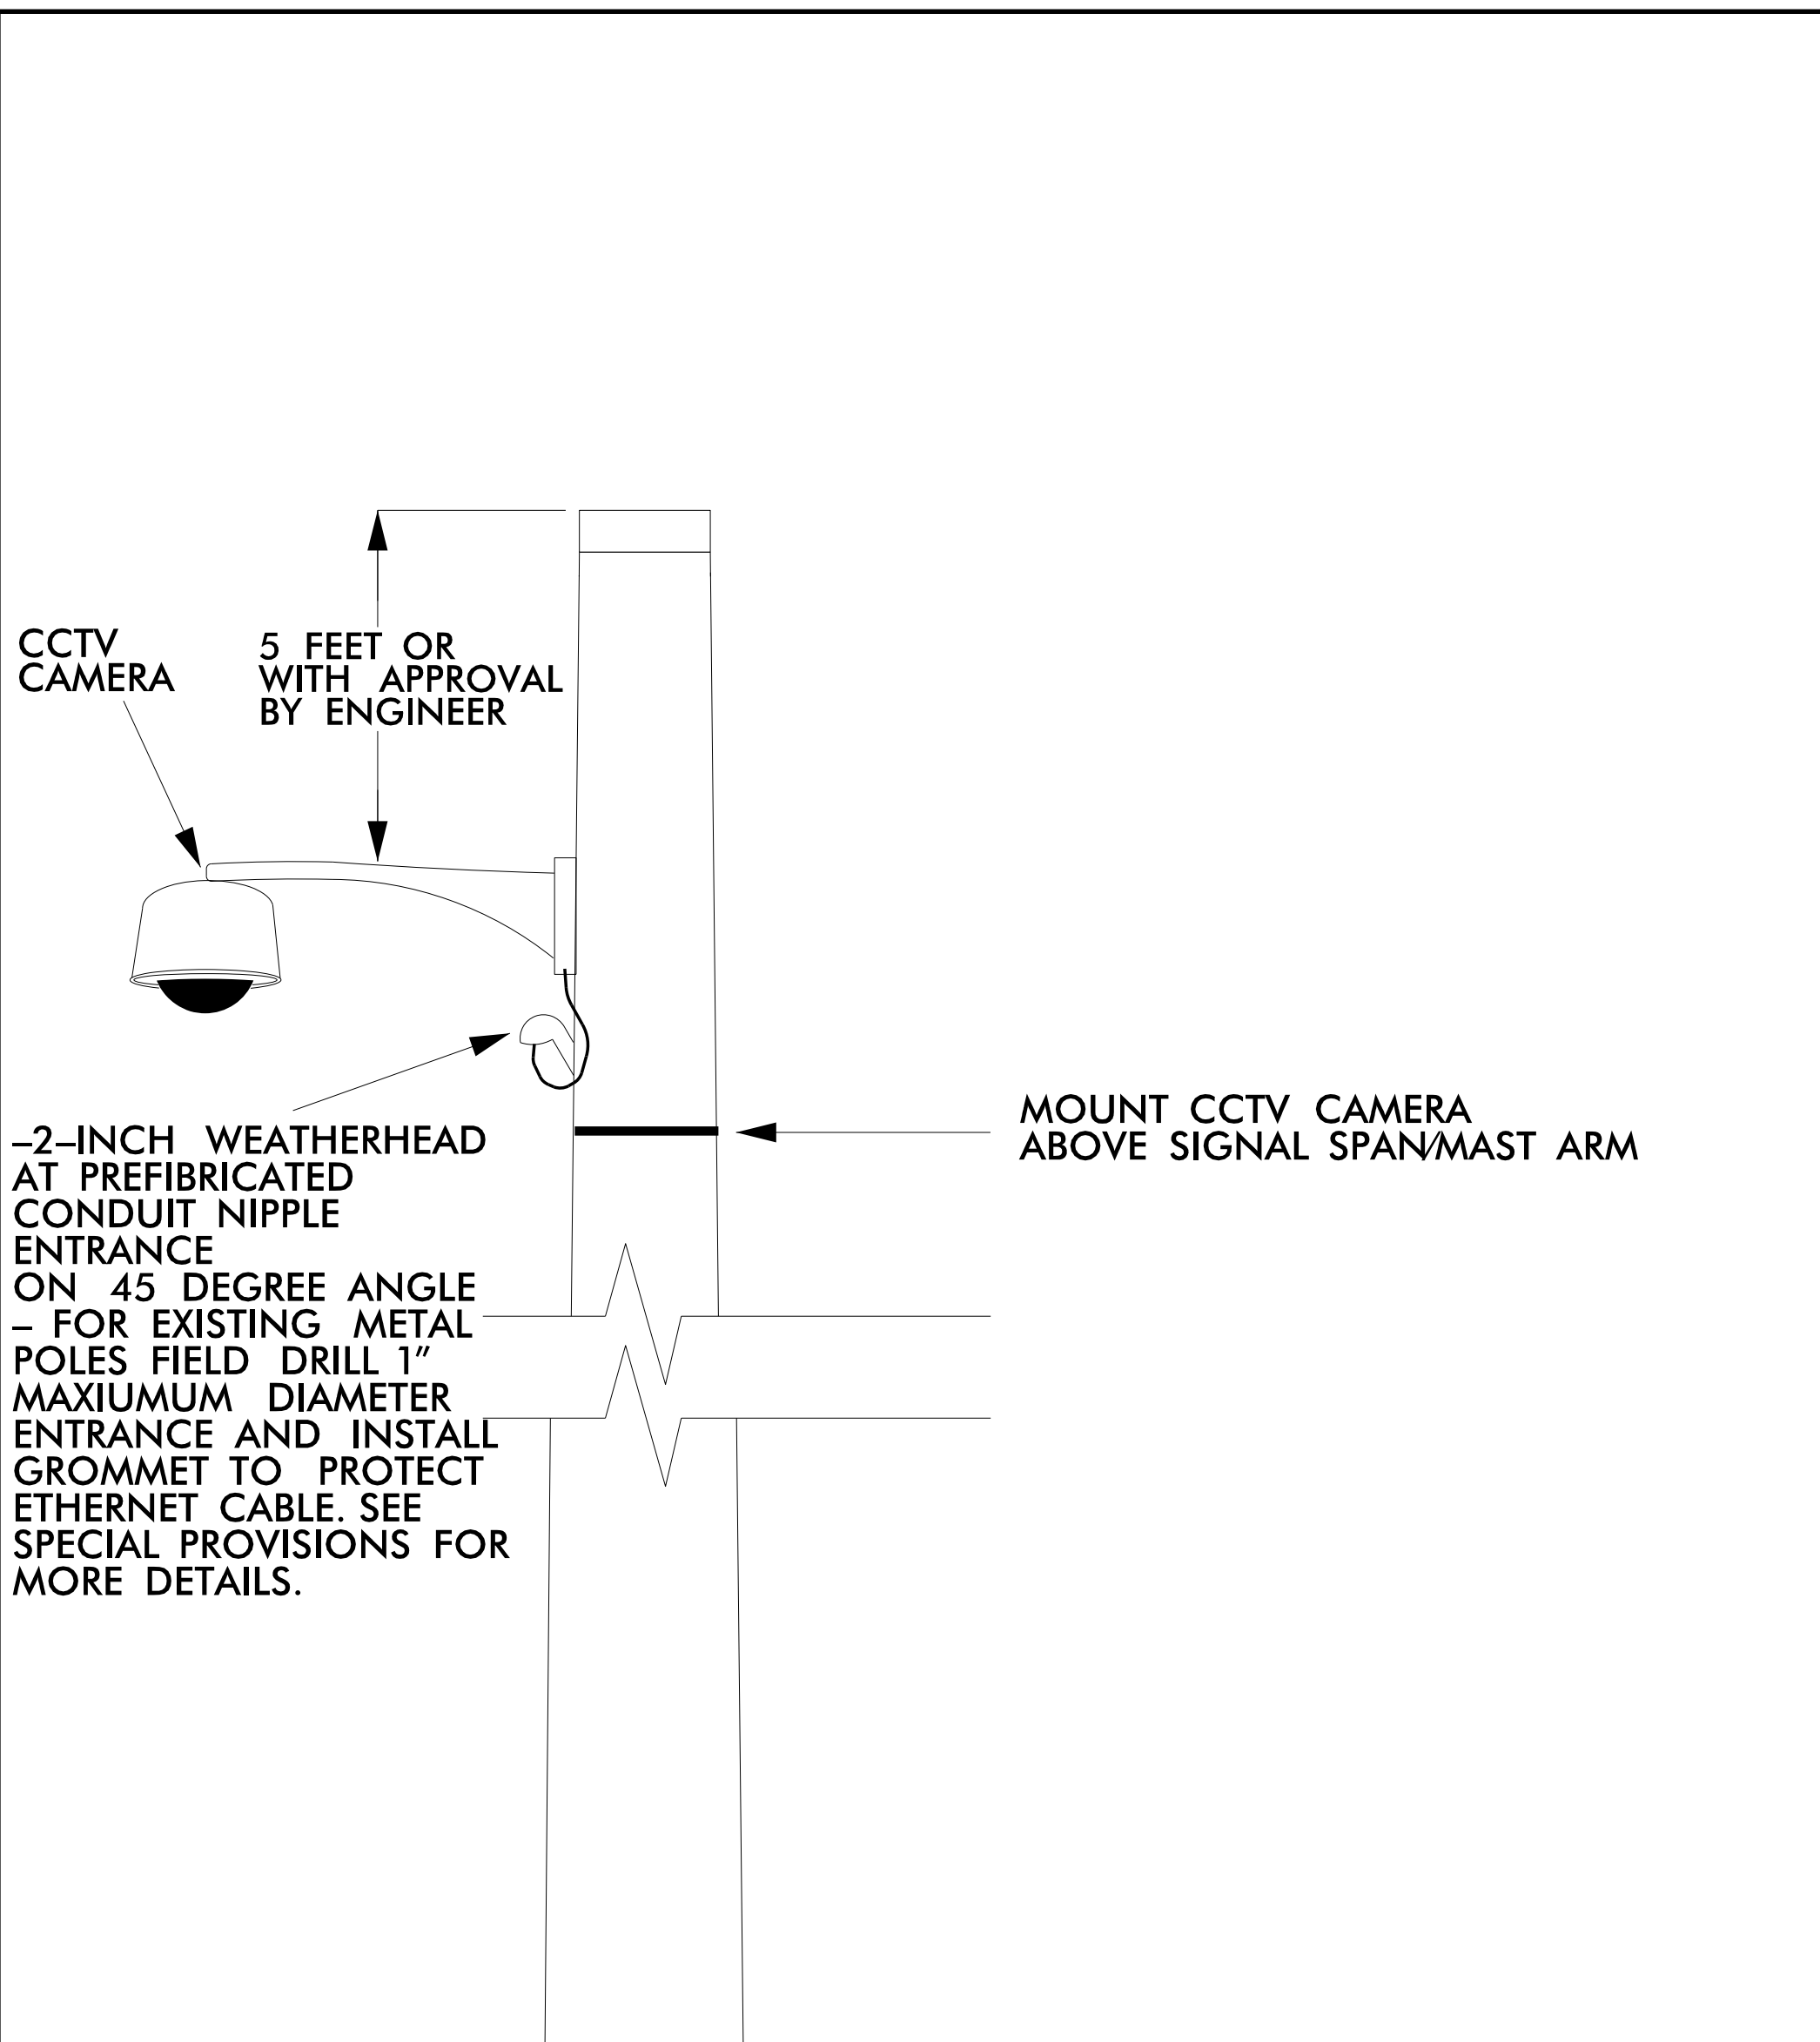 CCTV
CAMERA
5 FEET OR
WITH APPROVAL
BY ENGINEER
MOUNT CCTV CAMERA
ABOVE SIGNAL SPAN/MAST ARM
–2–INCH WEATHERHEAD
AT PREFIBRICATED
CONDUIT NIPPLE
ENTRANCE
ON 45 DEGREE ANGLE
– FOR EXISTING METAL
POLES FIELD DRILL 1"
MAXIUMUM DIAMETER
ENTRANCE AND INSTALL
GROMMET TO PROTECT
ETHERNET CABLE. SEE
SPECIAL PROVISIONS FOR
MORE DETAILS.